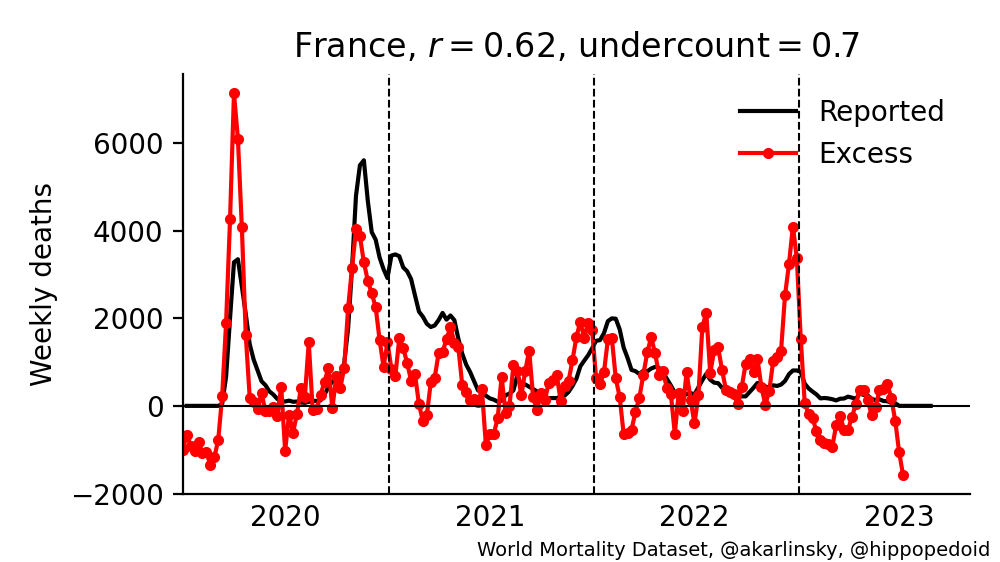 France, r = 0.62, undercount = 0.7
Reported
Excess
Weekly deaths
6000
4000
2000
0
−2000
2020 2021 2022 2023
World Mortality Dataset, @akarlinsky, @hippopedoid